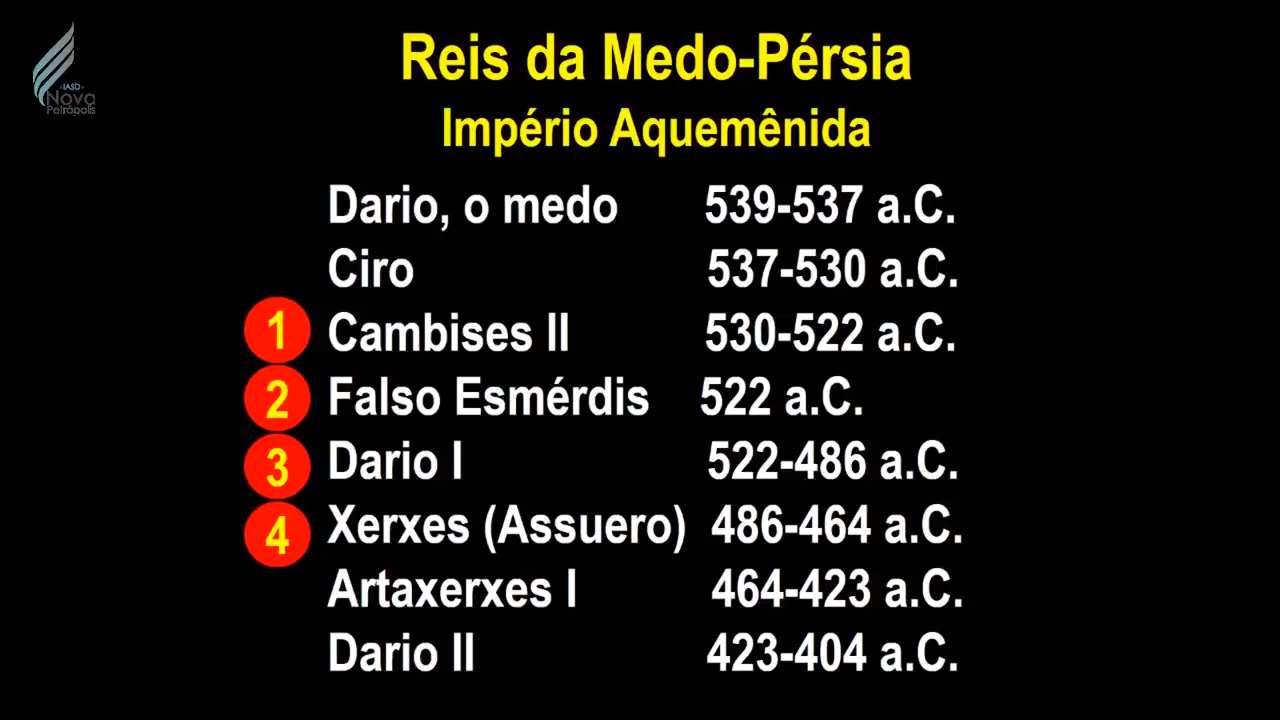 IASD
Nova
Petrópolis
Reis da Medo-Pérsia
Império Aquemênida
Dario, o medo 539-537 a.C.
Ciro 537-530 a.C.
1 Cambises II 530-522 a.C.
2 Falso Esmérdis 522 a.C.
3 Dario I 522-486 a.C.
4 Xerxes (Assuero) 486-464 a.C.
Artaxerxes I 464-423 a.C.
Dario II 423-404 a.C.